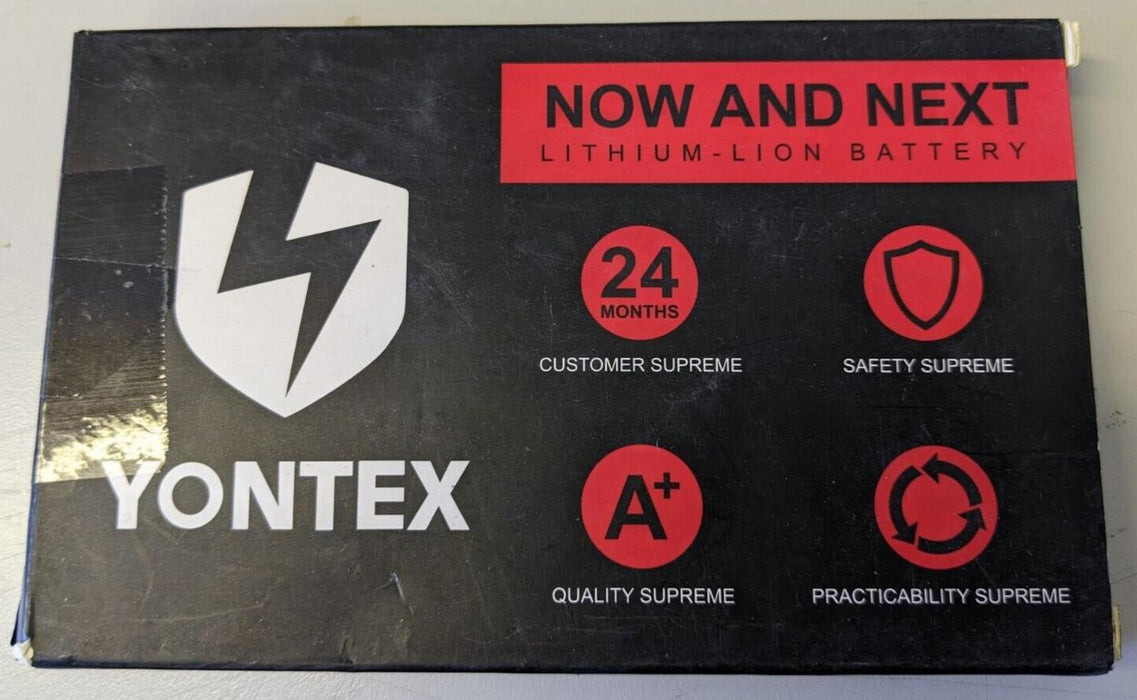 NOW AND NEXT
LITHIUM-LION BATTERY
24
MONTHS
CUSTOMER SUPREME
SAFETY SUPREME
YONTEX
A+
QUALITY SUPREME
PRACTICABILITY SUPREME